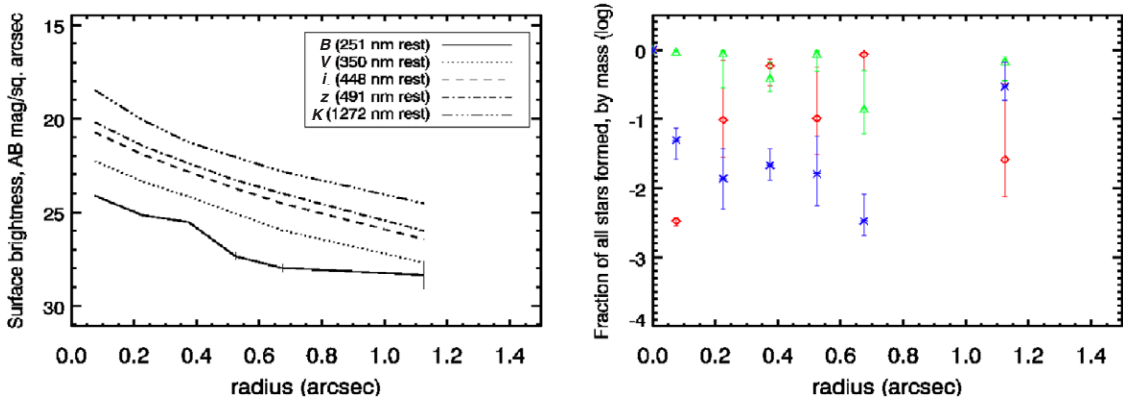 Surface brightness, AB mag/sq. arcsec
15
20
25
30
B (251 nm rest)
V (350 nm rest)
i (448 nm rest)
z (491 nm rest)
K (1272 nm rest)
0.0 0.2 0.4 0.6 0.8 1.0 1.2 1.4
radius (arcsec)
Fraction of all stars formed, by mass (log)
0
-1
-2
-3
-4
0.0 0.2 0.4 0.6 0.8 1.0 1.2 1.4
radius (arcsec)